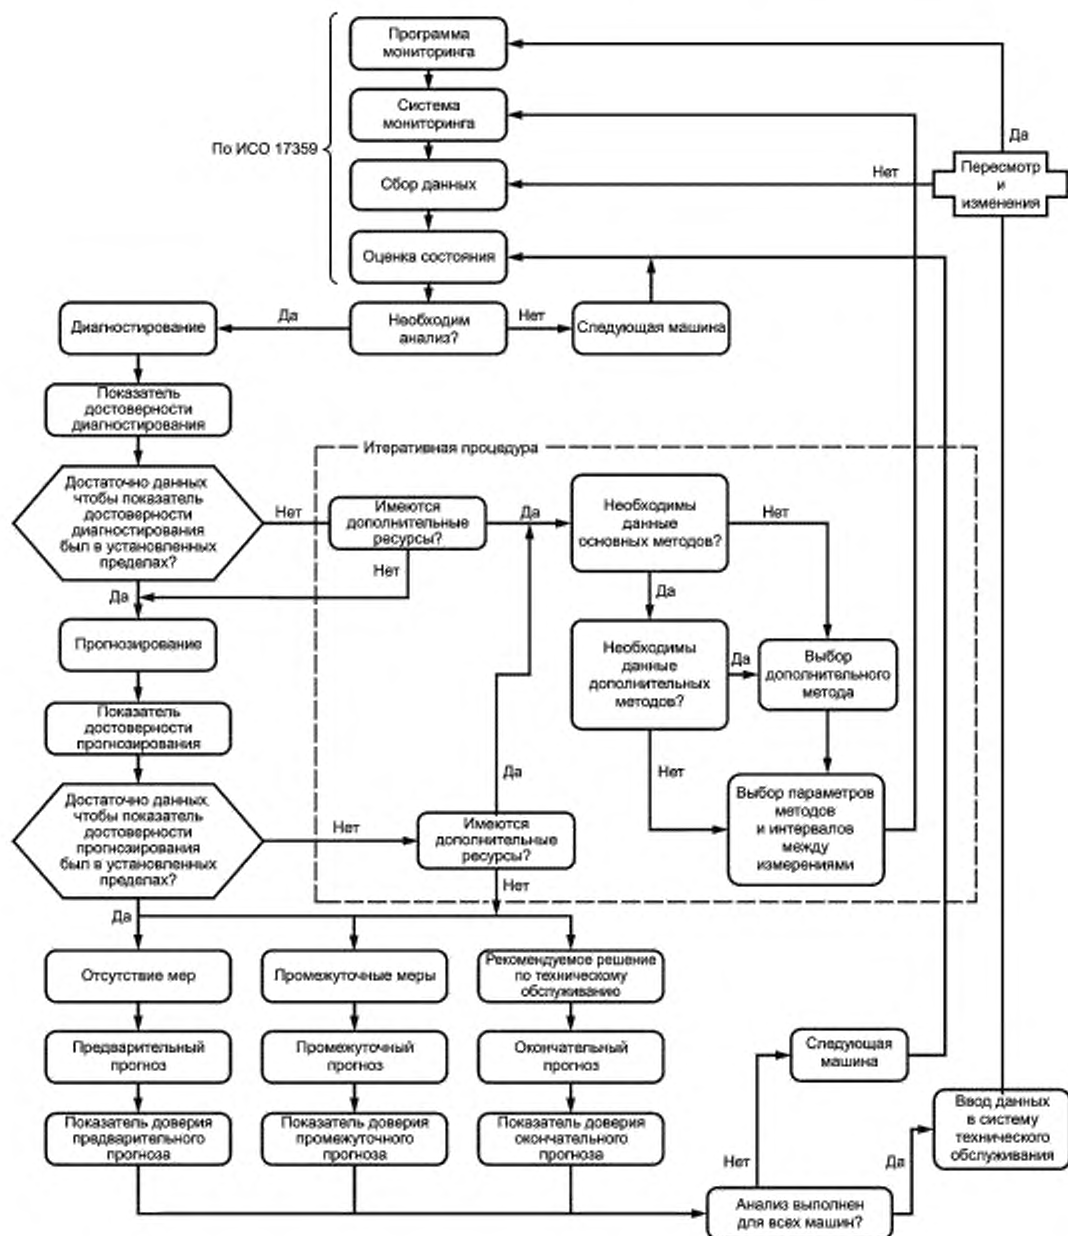 Программа
мониторинга
Система
мониторинга
Да
По ИСО 17359
Пересмотр
и
изменения
Нет
Сбор данных
Оценка состояния
Диагностирование
Да
Необходим
анализ?
Нет
Следующая машина
Показатель
достоверности
диагностирования
Итеративная процедура
Достаточно данных
чтобы показатель
достоверности
диагностирования
был в установленных
пределах?
Нет
Имеются
дополнительные
ресурсы?
Да
Необходимы
данные
основных методов?
Нет
Нет
Да
Да
Прогнозирование
Необходимы
данные
дополнительных
методов?
Да
Выбор
дополнительного
метода
Показатель
достоверности
прогнозирования
Да
Нет
Выбор параметров
методов
и интервалов
между
измерениями
Достаточно данных,
чтобы показатель
достоверности
прогнозирования
был в установленных
пределах?
Нет
Имеются
дополнительные
ресурсы?
Нет
Да
Отсутствие мер
Промежуточные меры
Рекомендуемое решение
по техническому
обслуживанию
Предварительный
прогноз
Промежуточный
прогноз
Окончательный
прогноз
Следующая
машина
Показатель доверия
предварительного
прогноза
Показатель доверия
промежуточного
прогноза
Показатель доверия
окончательного
прогноза
Ввод данных
в систему
технического
обслуживания
Нет
Да
Анализ выполнен
для всех машин?